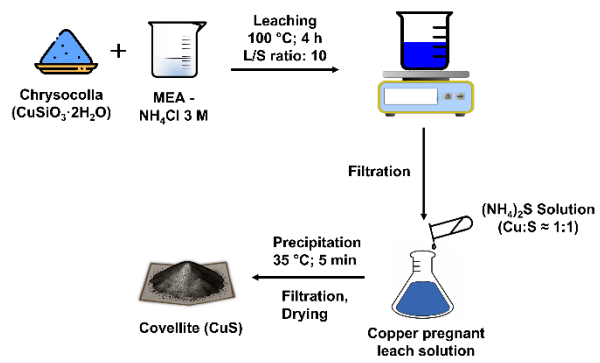 Leaching
100 °C; 4 h
L/S ratio: 10
Chrysocolla
(CuSiO₃·2H₂O)
MEA -
NH₄Cl 3 M
Filtration
(NH₄)₂S Solution
(Cu:S ≈ 1:1)
Precipitation
35 °C; 5 min
Filtration,
Drying
Covellite (CuS)
Copper pregnant
leach solution